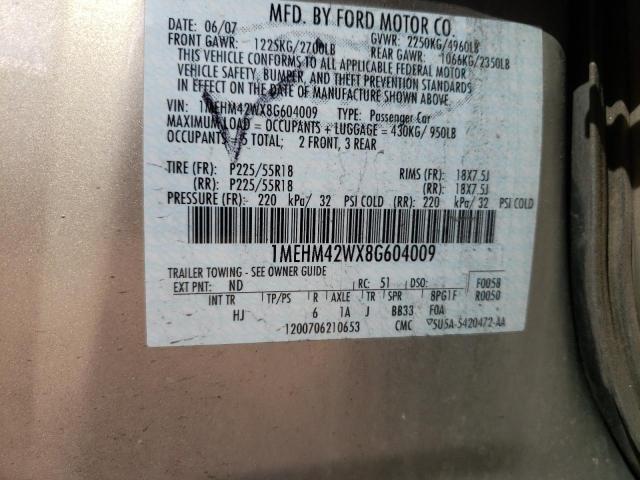 MFD. BY FORD MOTOR CO.
DATE: 06/07 GVWR: 2250KG/4960LB
FRONT GAWR: 1225KG/2700LB REAR GAWR: 1066KG/2350LB
THIS VEHICLE CONFORMS TO ALL APPLICABLE FEDERAL MOTOR
VEHICLE SAFETY, BUMPER, AND THEFT PREVENTION STANDARDS
IN EFFECT ON THE DATE OF MANUFACTURE SHOWN ABOVE.
VIN: 1MEHM42WX8G604009 TYPE: Passenger Car
MAXIMUM LOAD = OCCUPANTS + LUGGAGE = 430KG/950LB
OCCUPANTS: 5 TOTAL; 2 FRONT, 3 REAR
TIRE (FR): P225/55R18 RIMS (FR): 18X7.5J
(RR): P225/55R18 (RR): 18X7.5J
PRESSURE (FR): 220 kPa/ 32 PSI COLD (RR): 220 kPa/ 32 PSI COLD
1MEHM42WX8G604009
TRAILER TOWING - SEE OWNER GUIDE
EXT PNT: ND RC: 51 DSO: F0058
INT TR TP/PS R AXLE TR SPR BPG1F R0050
HJ 6 1A J BB33 F0A
1200706210653 CMC 5U5A-5420472-AA